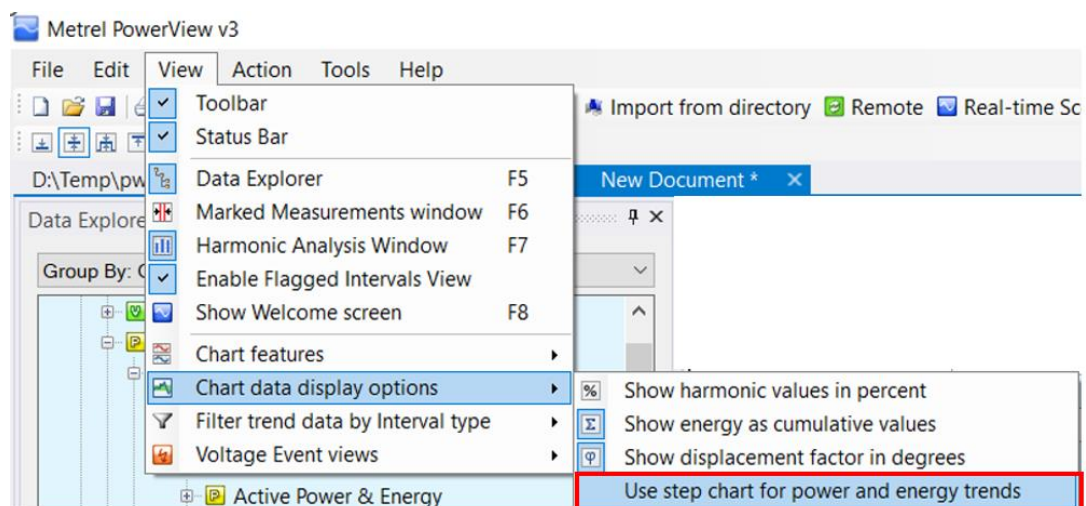 Metrel PowerView v3
File Edit View Action Tools Help
Toolbar
Import from directory Remote Real-time Sc
Status Bar
D:\Temp\pw
Data Explorer F5
New Document * ×
Data Explore
Marked Measurements window F6
Harmonic Analysis Window F7
Group By:
Enable Flagged Intervals View
Show Welcome screen F8
Chart features
Chart data display options
% Show harmonic values in percent
Filter trend data by Interval type
Σ Show energy as cumulative values
Voltage Event views
φ Show displacement factor in degrees
P Active Power & Energy
Use step chart for power and energy trends